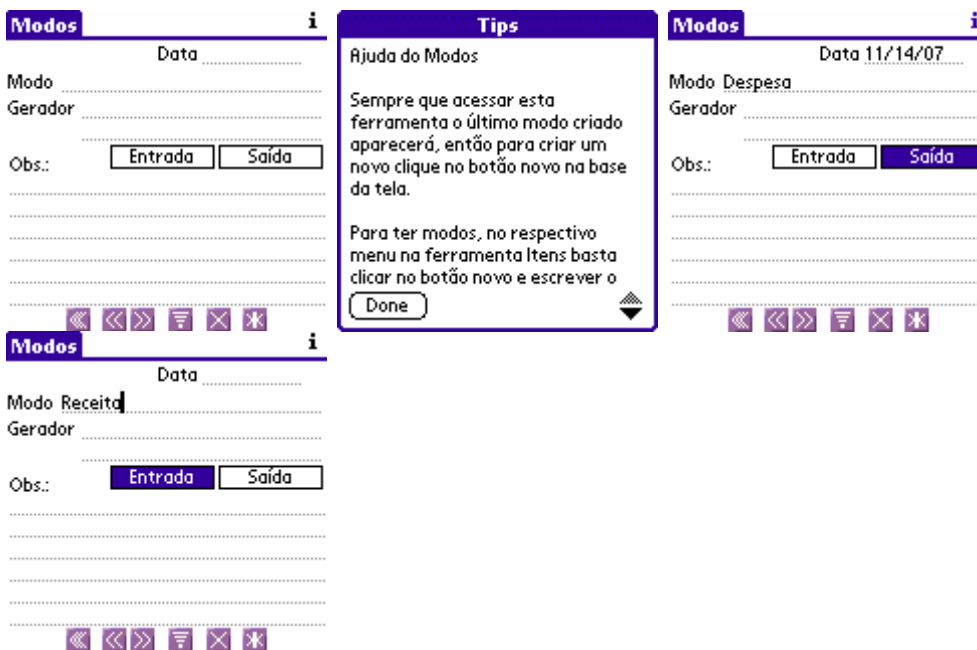 Modos i
Data
Modo
Gerador
Entrada Saída
Obs.:
Tips
Ajuda do Modos
Sempre que acessar esta
ferramenta o último modo criado
aparecerá, então para criar um
novo clique no botão novo na base
da tela.
Para ter modos, no respectivo
menu na ferramenta Itens basta
clicar no botão novo e escrever o
Done
Modos i
Data 11/14/07
Modo Despesa
Gerador
Entrada Saída
Obs.:
Modos i
Data
Modo Receita
Gerador
Entrada Saída
Obs.: